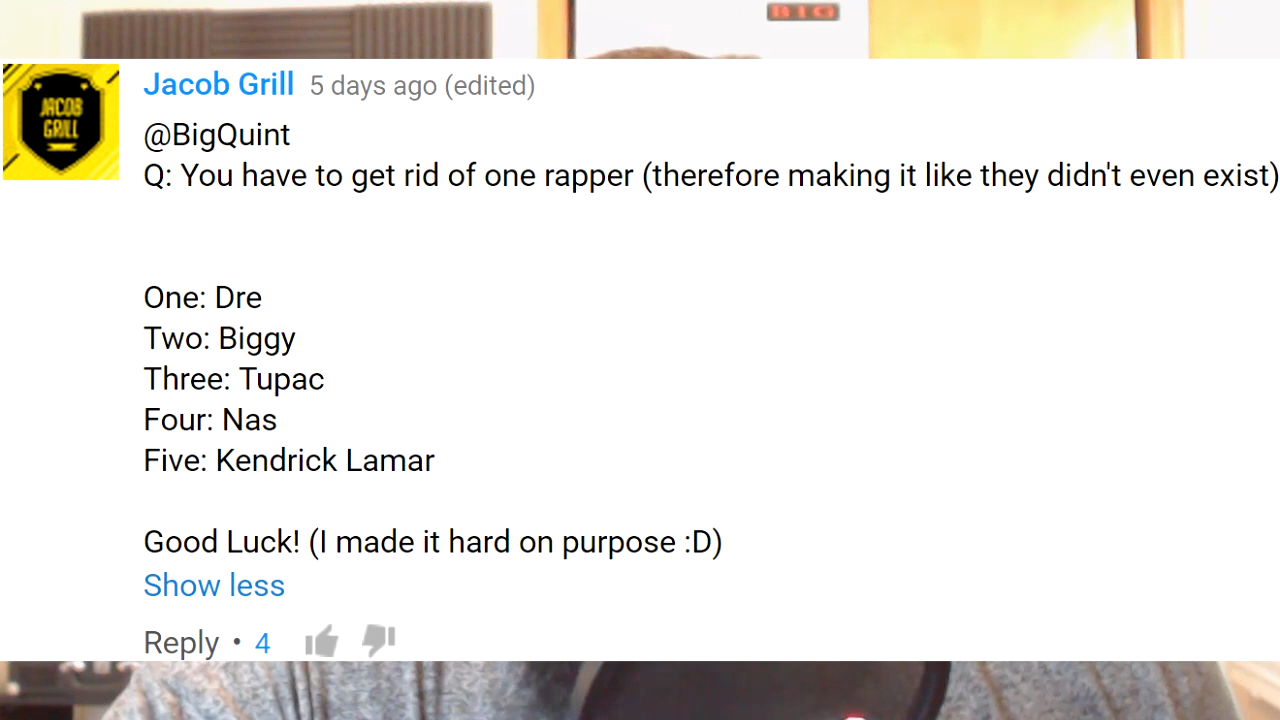 BIG
JACOB
GRILL
Jacob Grill 5 days ago (edited)
@BigQuint
Q: You have to get rid of one rapper (therefore making it like they didn't even exist)
One: Dre
Two: Biggy
Three: Tupac
Four: Nas
Five: Kendrick Lamar
Good Luck! (I made it hard on purpose :D)
Show less
Reply • 4